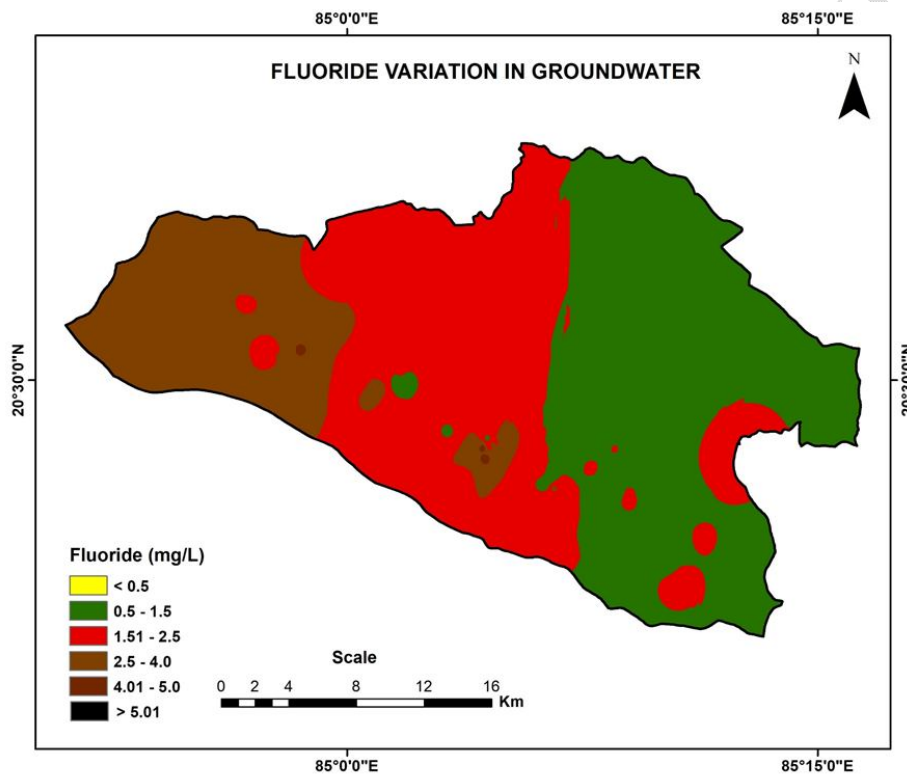 85°0'0"E
85°15'0"E
FLUORIDE VARIATION IN GROUNDWATER
N
20°30'0"N
Fluoride (mg/L)
< 0.5
0.5 - 1.5
1.51 - 2.5
2.5 - 4.0
4.01 - 5.0
> 5.01
Scale
0 2 4 8 12 16
Km
85°0'0"E
85°15'0"E